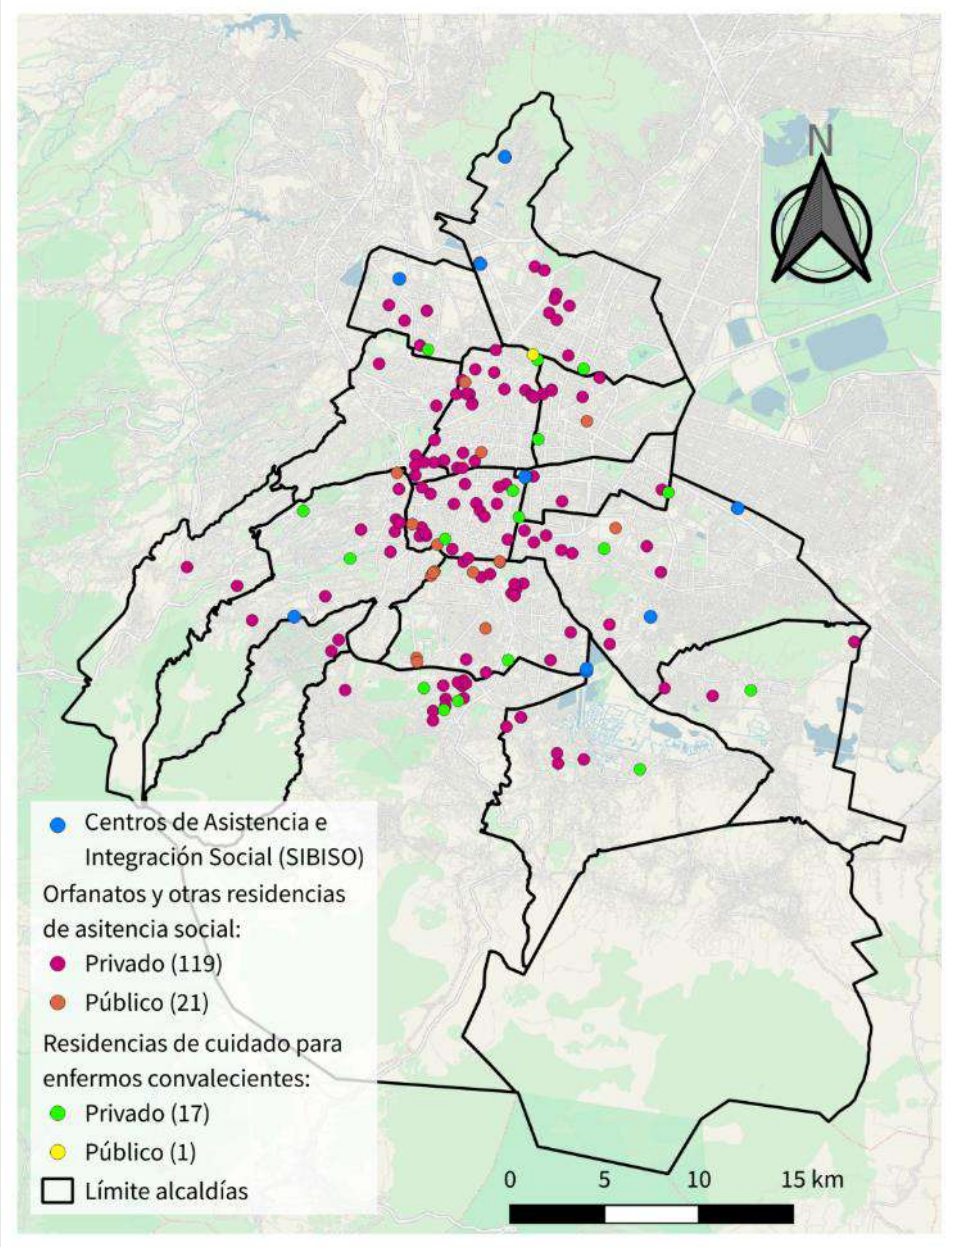 N
Centros de Asistencia e
Integración Social (SIBISO)
Orfanatos y otras residencias
de asitencia social:
Privado (119)
Público (21)
Residencias de cuidado para
enfermos convalecientes:
Privado (17)
Público (1)
Límite alcaldías
0 5 10 15 km